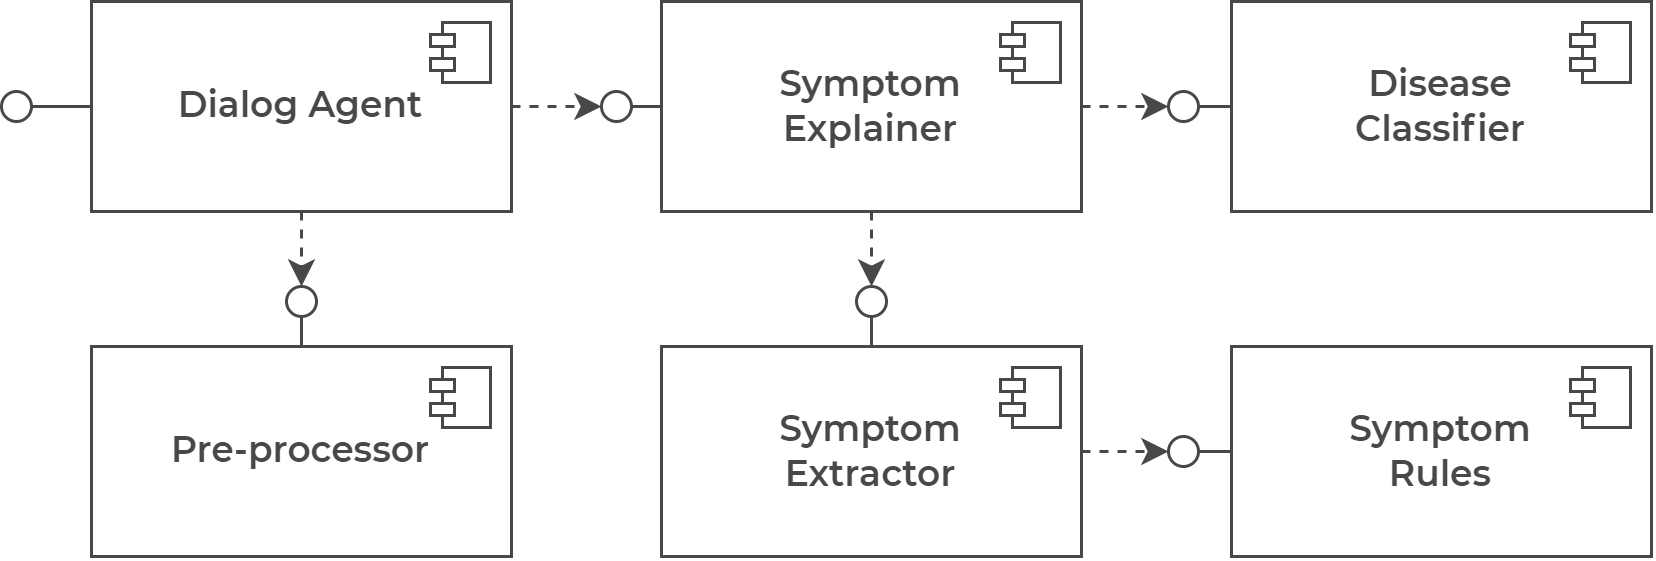 Dialog Agent
Symptom
Explainer
Disease
Classifier
Pre-processor
Symptom
Extractor
Symptom
Rules